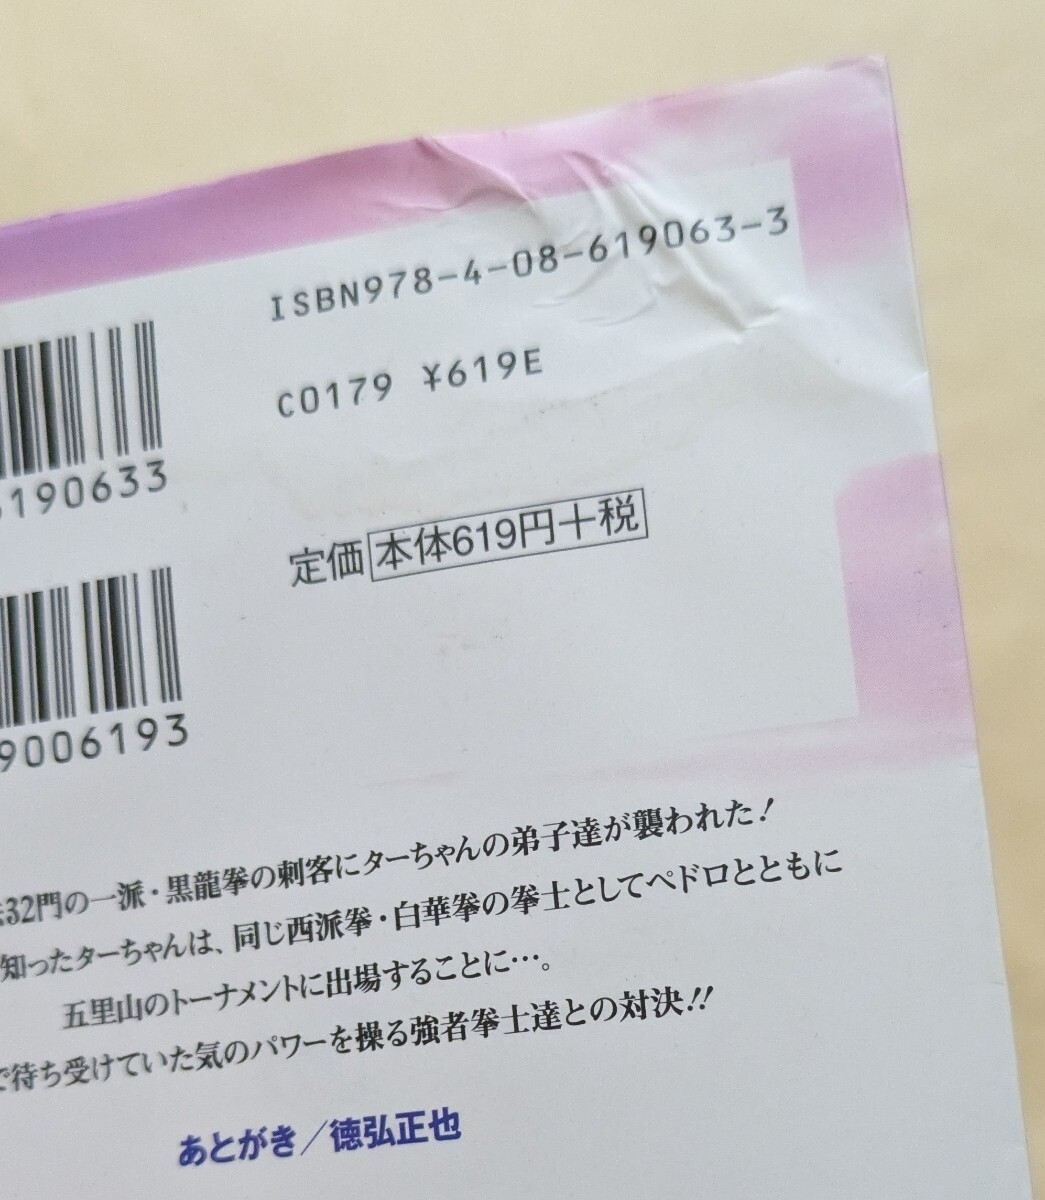 ISBN978-4-08-619063-3
C0179 ¥619E
190633
定価 本体619円+税
9006193
32門の一派・黒龍拳の刺客にターちゃんの弟子達が襲われた!
知ったターちゃんは、同じ西派拳・白華拳の拳士としてペドロとともに
五里山のトーナメントに出場することに…。
で待ち受けていた気のパワーを操る強者拳士達との対決!!
あとがき/徳弘正也